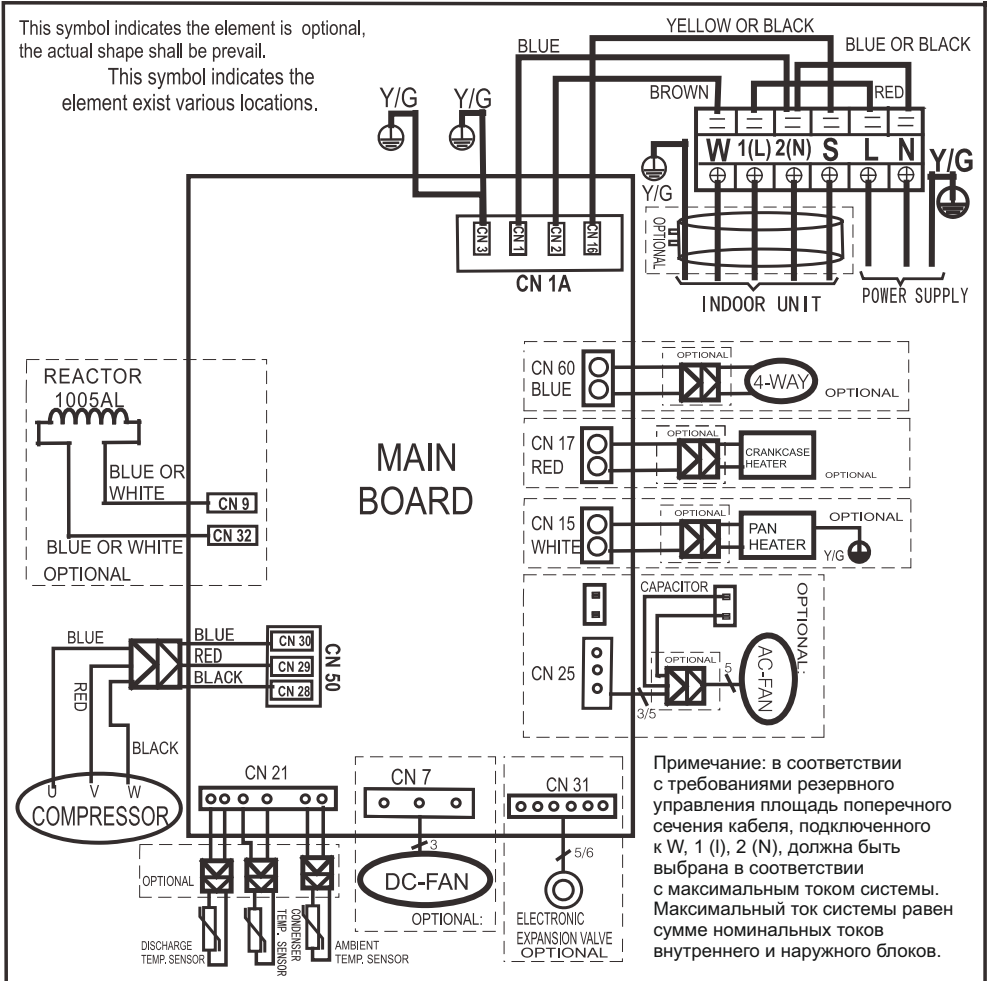 This symbol indicates the element is optional,
the actual shape shall be prevail.
This symbol indicates the
element exist various locations.
YELLOW OR BLACK
BLUE
BLUE OR BLACK
BROWN
RED
Y/G
Y/G
W 1(L) 2(N) S L N
Y/G
Y/G
OPTIONAL
INDOOR UNIT
POWER SUPPLY
CN 3
CN 1
CN 2
CN 16
CN 1A
MAIN
BOARD
REACTOR
1005AL
BLUE OR
WHITE
CN 9
CN 32
BLUE OR WHITE
OPTIONAL
CN 60
BLUE
OPTIONAL
4-WAY
OPTIONAL
CN 17
RED
OPTIONAL
CRANKCASE
HEATER
OPTIONAL
CN 15
WHITE
OPTIONAL
PAN
HEATER
OPTIONAL
Y/G
CAPACITOR
OPTIONAL:
CN 25
OPTIONAL
3/5
5
AC-FAN
BLUE
RED
BLACK
BLUE
RED
BLACK
CN 30
CN 29
CN 28
CN 50
U V W
COMPRESSOR
CN 21
OPTIONAL
DISCHARGE
TEMP. SENSOR
CONDENSER
TEMP. SENSOR
AMBIENT
TEMP. SENSOR
CN 7
3
DC-FAN
OPTIONAL:
CN 31
5/6
ELECTRONIC
EXPANSION VALVE
OPTIONAL
Примечание: в соответствии
с требованиями резервного
управления площадь поперечного
сечения кабеля, подключенного
к W, 1 (I), 2 (N), должна быть
выбрана в соответствии
с максимальным током системы.
Максимальный ток системы равен
сумме номинальных токов
внутреннего и наружного блоков.